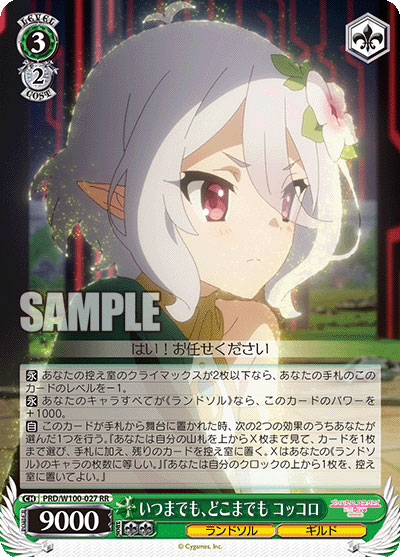 LEVEL
3
2
COST
SAMPLE
はい!お任せください
永 あなたの控え室のクライマックスが2枚以下なら、あなたの手札のこの
カードのレベルを-1。
永 あなたのキャラすべてが《ランドソル》なら、このカードのパワーを
+1000。
自 このカードが手札から舞台に置かれた時、次の2つの効果のうちあなたが
選んだ1つを行う。『あなたは自分の山札を上からX枚まで見て、カードを1枚
まで選び、手札に加え、残りのカードを控え室に置く。Xはあなたの《ランド
ソル》のキャラの枚数に等しい。』『あなたは自分のクロックの上から1枚を、控え
室に置いてよい。』
CH PRD/W100-027 RR
いつまでも、どこまでも コッコロ
POWER
9000
SOUL
ランドソル
ギルド
© Cygames, Inc.